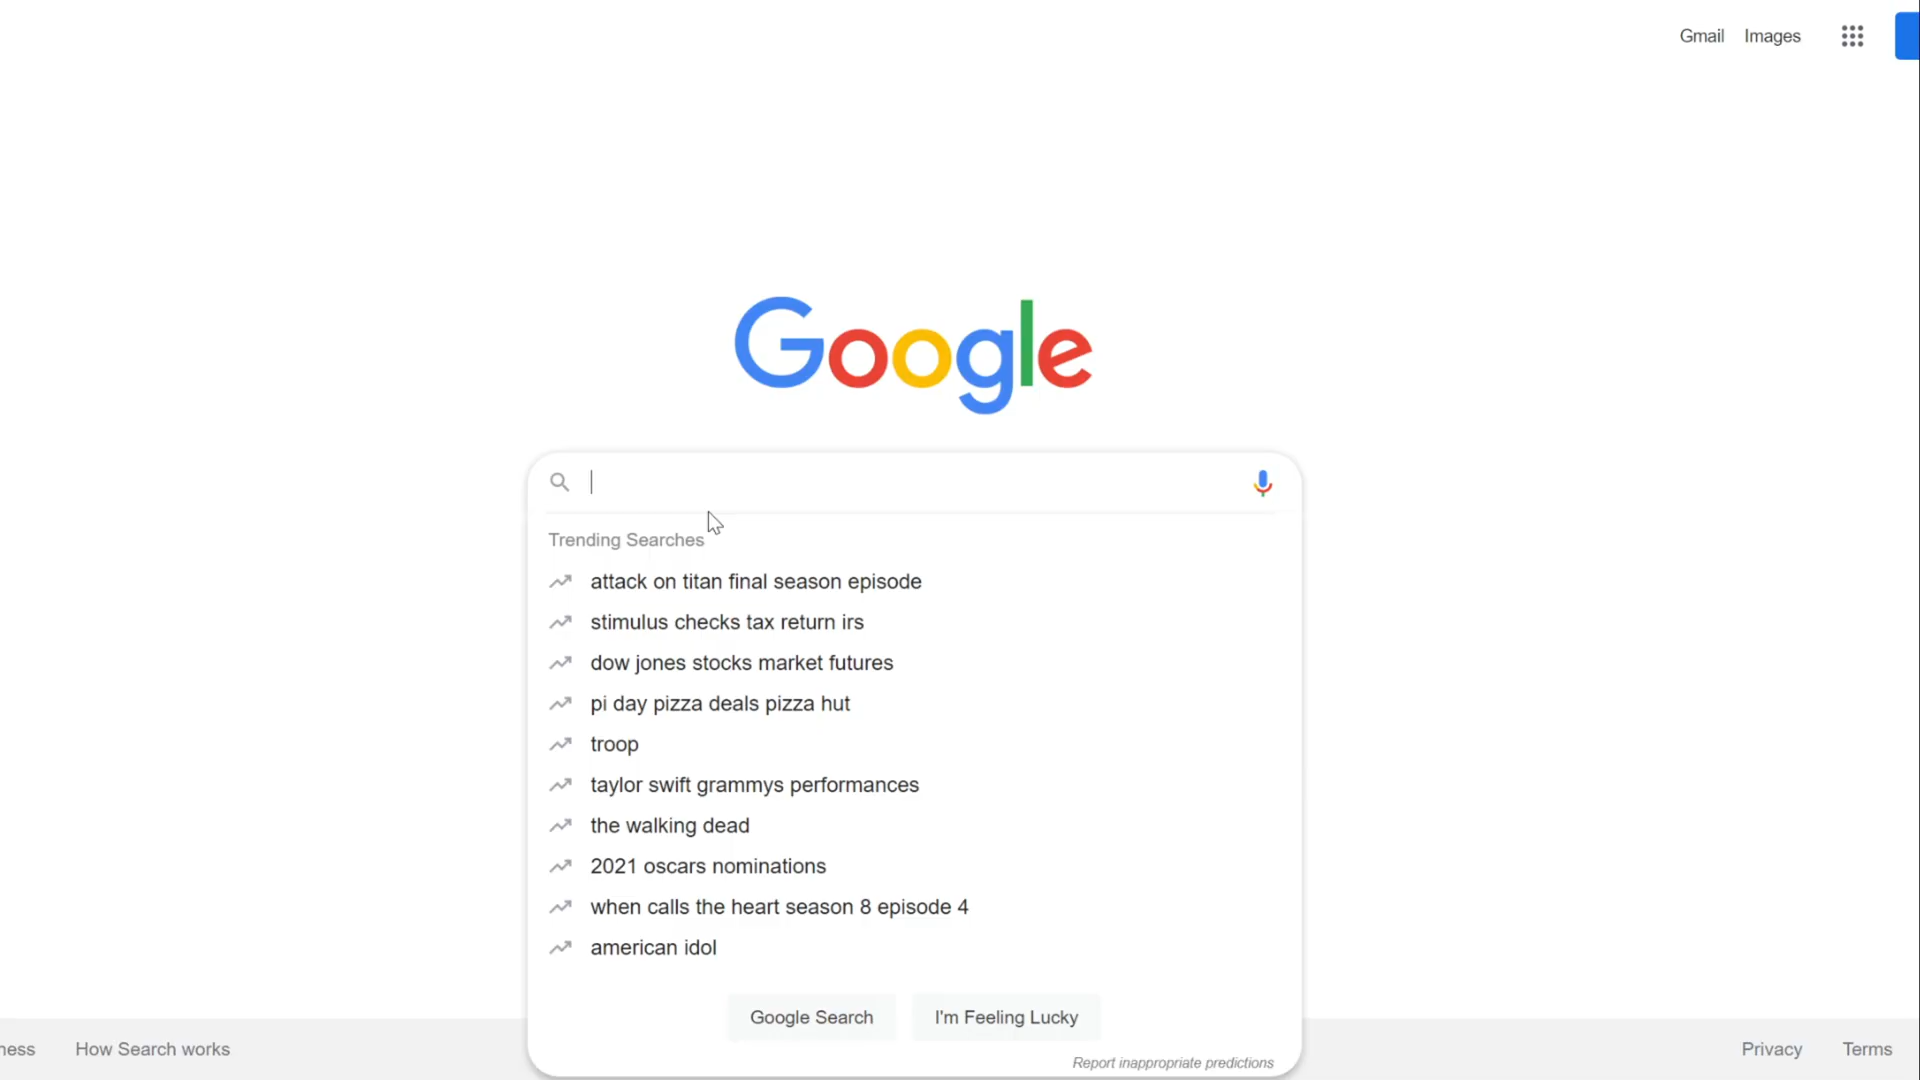 Gmail Images
Google
Trending Searches
attack on titan final season episode
stimulus checks tax return irs
dow jones stocks market futures
pi day pizza deals pizza hut
troop
taylor swift grammys performances
the walking dead
2021 oscars nominations
when calls the heart season 8 episode 4
american idol
Google Search I'm Feeling Lucky
Report inappropriate predictions
ness How Search works Privacy Terms